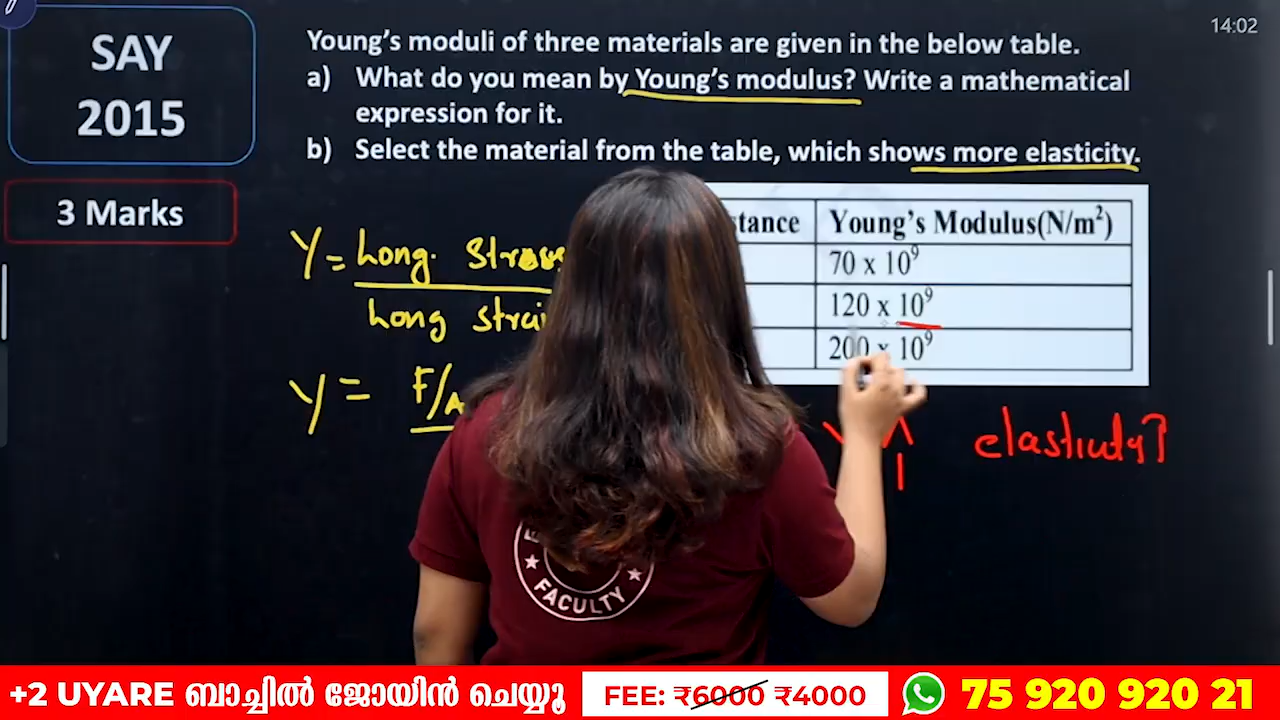 14:02
SAY
2015
3 Marks
Young's moduli of three materials are given in the below table.
a) What do you mean by Young's modulus? Write a mathematical
expression for it.
b) Select the material from the table, which shows more elasticity.
Young's Modulus(N/m²)
70 x 10⁹
120 x 10⁹
200 x 10⁹
Y = Long. Stress
Long strain
Y = F/A
elasticity?
FACULTY
+2 UYARE ബാച്ചിൽ ജോയിൻ ചെയ്യൂ
FEE: ₹6000 ₹4000
75 920 920 21